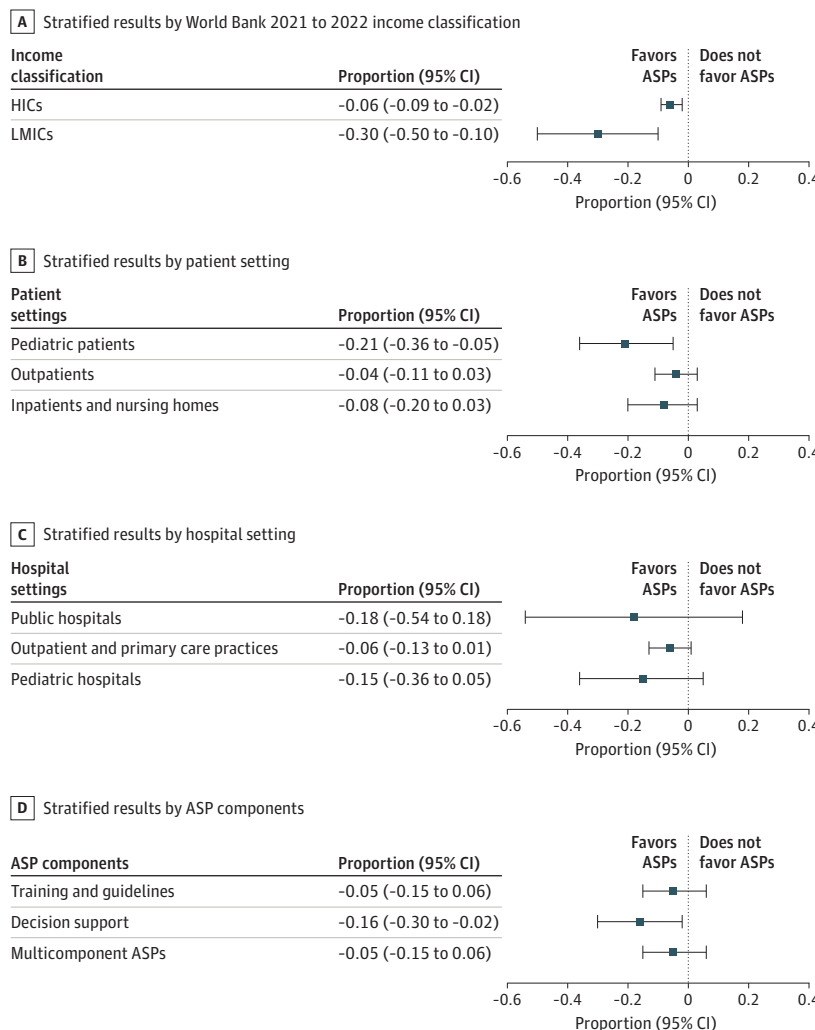 A Stratified results by World Bank 2021 to 2022 income classification
Income classification Proportion (95% CI) Favors ASPs Does not favor ASPs
HICs -0.06 (-0.09 to -0.02)
LMICs -0.30 (-0.50 to -0.10)
-0.6 -0.4 -0.2 0 0.2 0.4
Proportion (95% CI)
B Stratified results by patient setting
Patient settings Proportion (95% CI) Favors ASPs Does not favor ASPs
Pediatric patients -0.21 (-0.36 to -0.05)
Outpatients -0.04 (-0.11 to 0.03)
Inpatients and nursing homes -0.08 (-0.20 to 0.03)
-0.6 -0.4 -0.2 0 0.2 0.4
Proportion (95% CI)
C Stratified results by hospital setting
Hospital settings Proportion (95% CI) Favors ASPs Does not favor ASPs
Public hospitals -0.18 (-0.54 to 0.18)
Outpatient and primary care practices -0.06 (-0.13 to 0.01)
Pediatric hospitals -0.15 (-0.36 to 0.05)
-0.6 -0.4 -0.2 0 0.2 0.4
Proportion (95% CI)
D Stratified results by ASP components
ASP components Proportion (95% CI) Favors ASPs Does not favor ASPs
Training and guidelines -0.05 (-0.15 to 0.06)
Decision support -0.16 (-0.30 to -0.02)
Multicomponent ASPs -0.05 (-0.15 to 0.06)
-0.6 -0.4 -0.2 0 0.2 0.4
Proportion (95% CI)